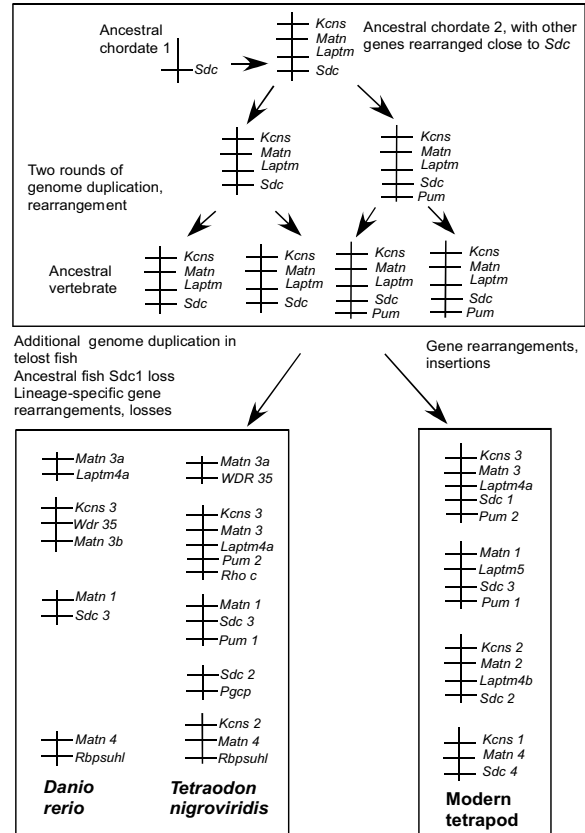 Ancestral
chordate 1
Sdc
Kcns
Matn
Laptm
Sdc
Ancestral chordate 2, with other
genes rearranged close to Sdc
Two rounds of
genome duplication,
rearrangement
Kcns
Matn
Laptm
Sdc
Kcns
Matn
Laptm
Sdc
Pum
Ancestral
vertebrate
Kcns
Matn
Laptm
Sdc
Kcns
Matn
Laptm
Sdc
Kcns
Matn
Laptm
Sdc
Pum
Kcns
Matn
Laptm
Sdc
Pum
Additional genome duplication in
telost fish
Ancestral fish Sdc1 loss
Lineage-specific gene
rearrangements, losses
Gene rearrangements,
insertions
Matn 3a
Laptm4a
Kcns 3
Wdr 35
Matn 3b
Matn 1
Sdc 3
Matn 4
Rbpsuhl
Danio
rerio
Matn 3a
WDR 35
Kcns 3
Matn 3
Laptm4a
Pum 2
Rho c
Matn 1
Sdc 3
Pum 1
Sdc 2
Pgcp
Kcns 2
Matn 4
Rbpsuhl
Tetraodon
nigroviridis
Kcns 3
Matn 3
Laptm4a
Sdc 1
Pum 2
Matn 1
Laptm5
Sdc 3
Pum 1
Kcns 2
Matn 2
Laptm4b
Sdc 2
Kcns 1
Matn 4
Sdc 4
Modern
tetrapod